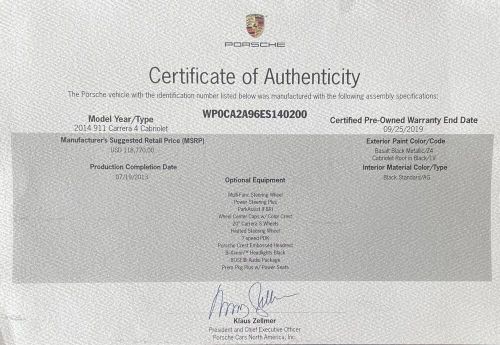 PORSCHE
Certificate of Authenticity
The Porsche vehicle with the identification number listed below was manufactured with the following assembly specifications:
WP0CA2A96ES140200
Model Year/Type
2014 911 Carrera 4 Cabriolet
Certified Pre-Owned Warranty End Date
09/25/2019
Manufacturer's Suggested Retail Price (MSRP)
USD 118,770.00
Exterior Paint Color/Code
Basalt Black Metallic/Z4
Cabriolet Roof in Black/1V
Production Completion Date
07/19/2013
Interior Material Color/Type
Black Standard/AG
Optional Equipment
Multi-Func Steering Wheel
Power Steering Plus
ParkAssist (F&R)
Wheel Center Caps w/ Color Crest
20" Carrera S Wheels
Heated Steering Wheel
7-speed PDK
Porsche Crest Embossed Headrest
Bi-Xenon™ Headlights Black
BOSE® Audio Package
Prem Pkg Plus w/ Power Seats
Klaus Zellmer
President and Chief Executive Officer
Porsche Cars North America, Inc.